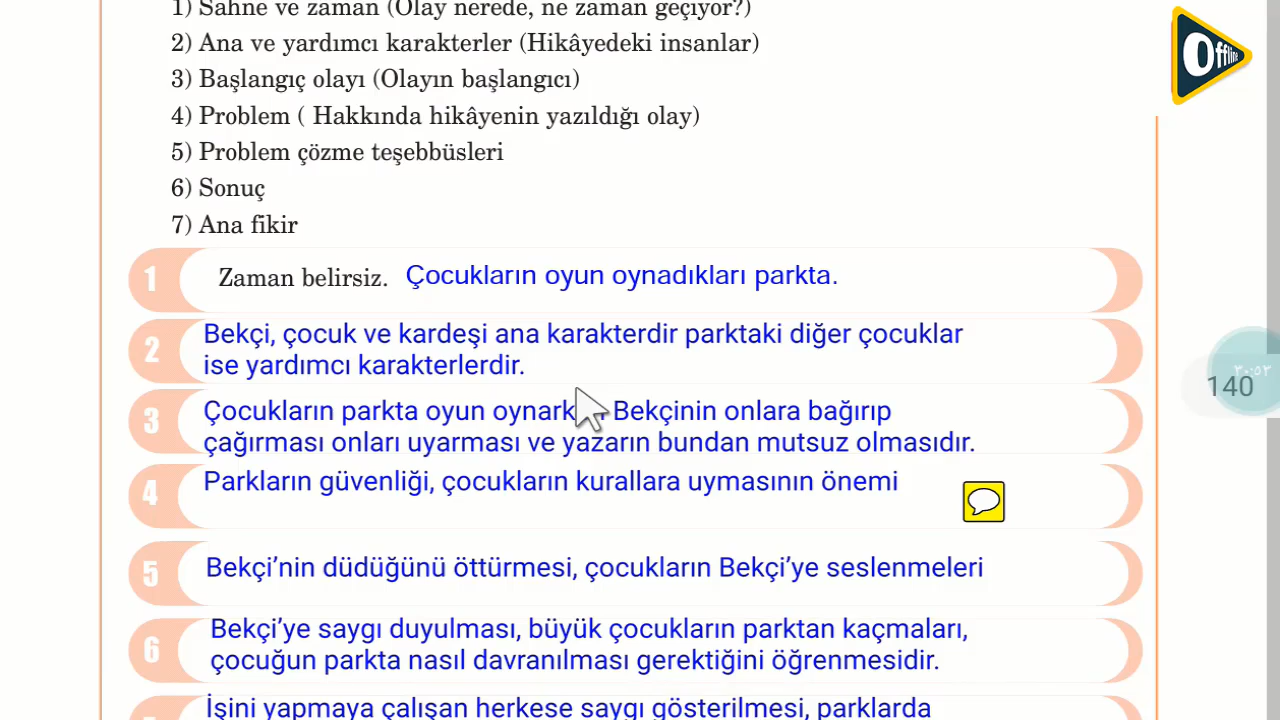 1) Sahne ve zaman (Olay nerede, ne zaman geçiyor?)
2) Ana ve yardımcı karakterler (Hikâyedeki insanlar)
3) Başlangıç olayı (Olayın başlangıcı)
4) Problem ( Hakkında hikâyenin yazıldığı olay)
5) Problem çözme teşebbüsleri
6) Sonuç
7) Ana fikir
Offline
1 Zaman belirsiz. Çocukların oyun oynadıkları parkta.
2 Bekçi, çocuk ve kardeşi ana karakterdir parktaki diğer çocuklar
ise yardımcı karakterlerdir.
3 Çocukların parkta oyun oynark Bekçinin onlara bağırıp
çağırması onları uyarması ve yazarın bundan mutsuz olmasıdır.
4 Parkların güvenliği, çocukların kurallara uymasının önemi
5 Bekçi’nin düdüğünü öttürmesi, çocukların Bekçi’ye seslenmeleri
6 Bekçi’ye saygı duyulması, büyük çocukların parktan kaçmaları,
çocuğun parkta nasıl davranılması gerektiğini öğrenmesidir.
İşini yapmaya çalışan herkese saygı gösterilmesi, parklarda
٣٠:٥٢
140